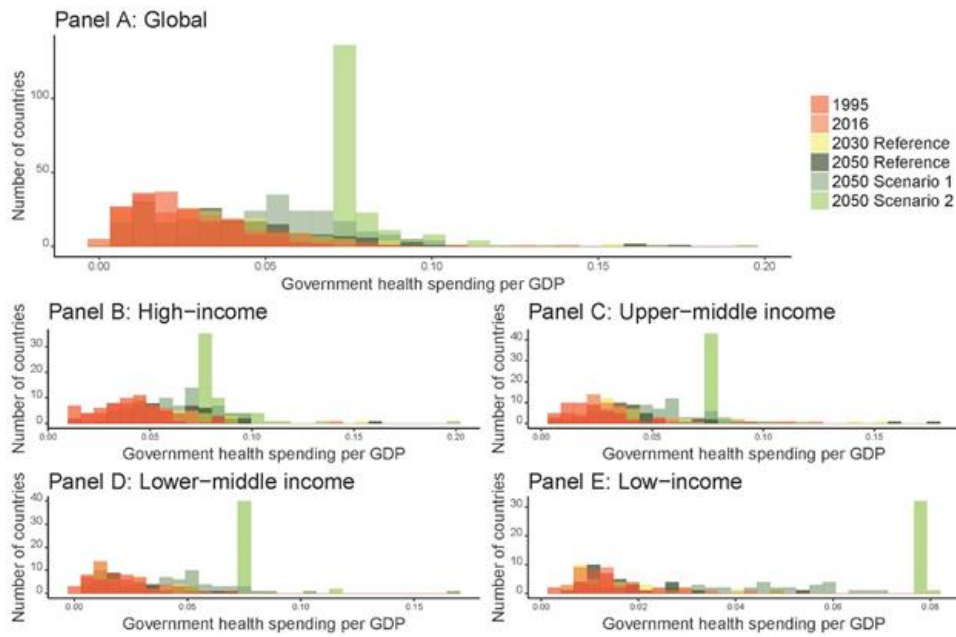 Panel A: Global
Number of countries
100
50
0
0.00 0.05 0.10 0.15 0.20
Government health spending per GDP
1995
2016
2030 Reference
2050 Reference
2050 Scenario 1
2050 Scenario 2
Panel B: High−income
Number of countries
30
20
10
0
0.00 0.05 0.10 0.15 0.20
Government health spending per GDP
Panel C: Upper−middle income
Number of countries
40
30
20
10
0
0.00 0.05 0.10 0.15
Government health spending per GDP
Panel D: Lower−middle income
Number of countries
40
30
20
10
0
0.00 0.05 0.10 0.15
Government health spending per GDP
Panel E: Low−income
Number of countries
30
20
10
0
0.00 0.02 0.04 0.06 0.08
Government health spending per GDP